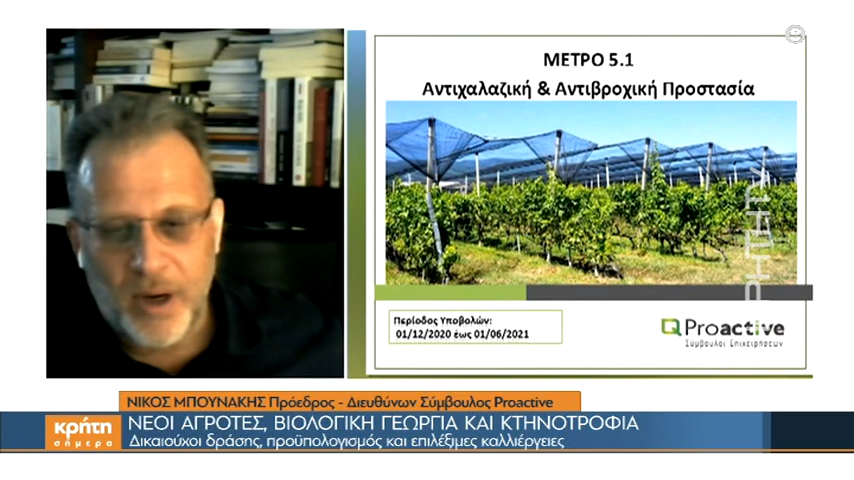 ΜΕΤΡΟ 5.1
Αντιχαλαζική & Αντιβροχική Προστασία
ΚΡΗΤΗ
Περίοδος Υποβολών:
01/12/2020 έως 01/06/2021
Proactive
Σύμβουλοι Επιχειρήσεων
ΝΙΚΟΣ ΜΠΟΥΝΑΚΗΣ Πρόεδρος - Διευθύνων Σύμβουλος Proactive
κρήτη
σήμερα
ΝΕΟΙ ΑΓΡΟΤΕΣ, ΒΙΟΛΟΓΙΚΗ ΓΕΩΡΓΙΑ ΚΑΙ ΚΤΗΝΟΤΡΟΦΙΑ
Δικαιούχοι δράσης, προϋπολογισμός και επιλέξιμες καλλιέργειες